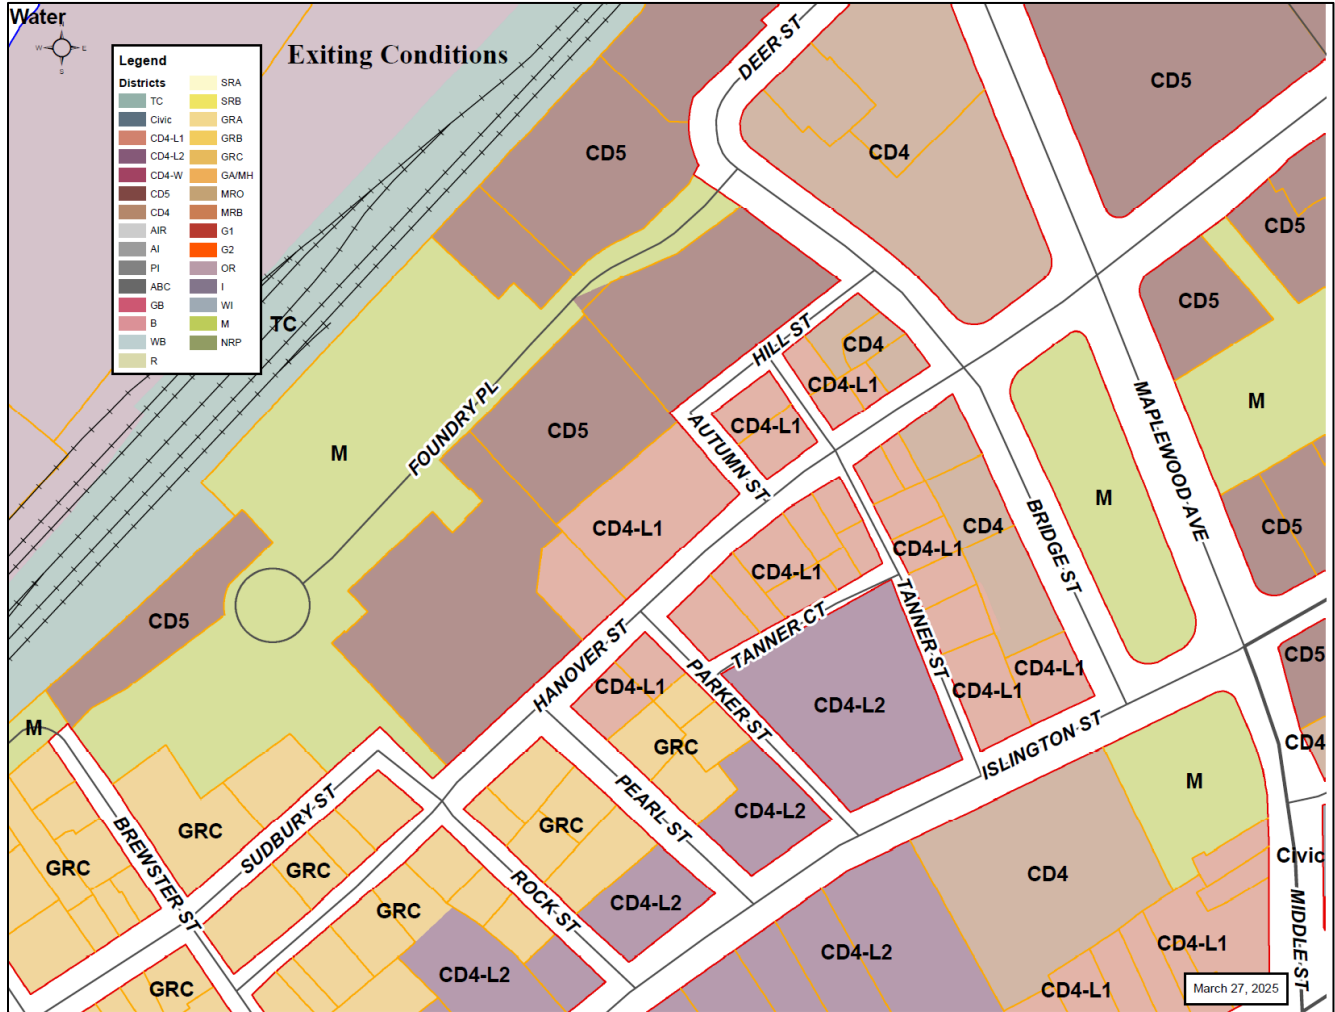 Water
N
W
E
S
Exiting Conditions
Legend
Districts
TC
Civic
CD4-L1
CD4-L2
CD4-W
CD5
CD4
AIR
AI
PI
ABC
GB
B
WB
R
SRA
SRB
GRA
GRB
GRC
GA/MH
MRO
MRB
G1
G2
OR
I
WI
M
NRP
DEER ST
CD5
CD5
CD4
CD5
CD5
TC
HILL ST
CD4
CD4-L1
MAPLEWOOD AVE
M
FOUNDRY PL
CD5
AUTUMN ST
CD4-L1
M
M
CD4-L1
CD4
CD5
BRIDGE ST
CD4-L1
CD4-L1
CD5
TANNER CT
TANNER ST
HANOVER ST
PARKER ST
CD4-L1
CD4-L1
CD4-L1
CD5
CD4-L2
M
GRC
ISLINGTON ST
CD4
M
PEARL ST
CD4-L2
SUDBURY ST
GRC
BREWSTER ST
GRC
GRC
GRC
Civic
CD4
ROCK ST
CD4-L2
GRC
MIDDLE ST
CD4-L1
CD4-L2
CD4-L2
GRC
CD4-L1
March 27, 2025